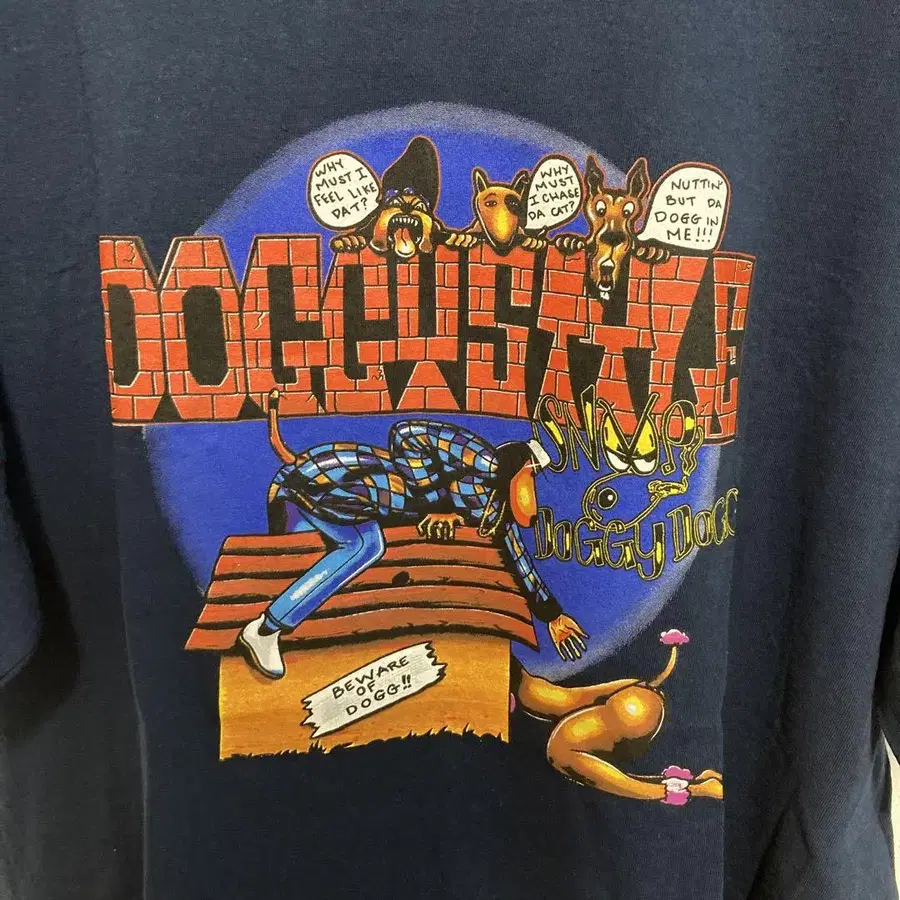 WHY
MUST I
FEEL LIKE
DAT?
WHY
MUST
I CHASE
DA CAT?
NUTTIN'
BUT DA
DOGG IN
ME!!!
DOGGYSTYLE
SNOOP
DOGGY DOGG
BEWARE
OF
DOGG!!